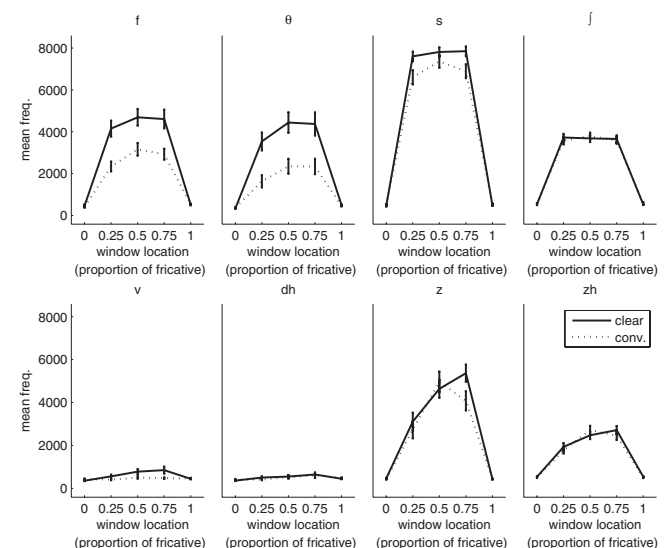 f θ s ʃ
8000
6000
4000
2000
0
mean freq.
0 0.25 0.5 0.75 1 0 0.25 0.5 0.75 1 0 0.25 0.5 0.75 1 0 0.25 0.5 0.75 1
window location window location window location window location
(proportion of fricative) (proportion of fricative) (proportion of fricative) (proportion of fricative)
v dh z zh
8000
6000
4000
2000
0
mean freq.
clear
conv.
0 0.25 0.5 0.75 1 0 0.25 0.5 0.75 1 0 0.25 0.5 0.75 1 0 0.25 0.5 0.75 1
window location window location window location window location
(proportion of fricative) (proportion of fricative) (proportion of fricative) (proportion of fricative)